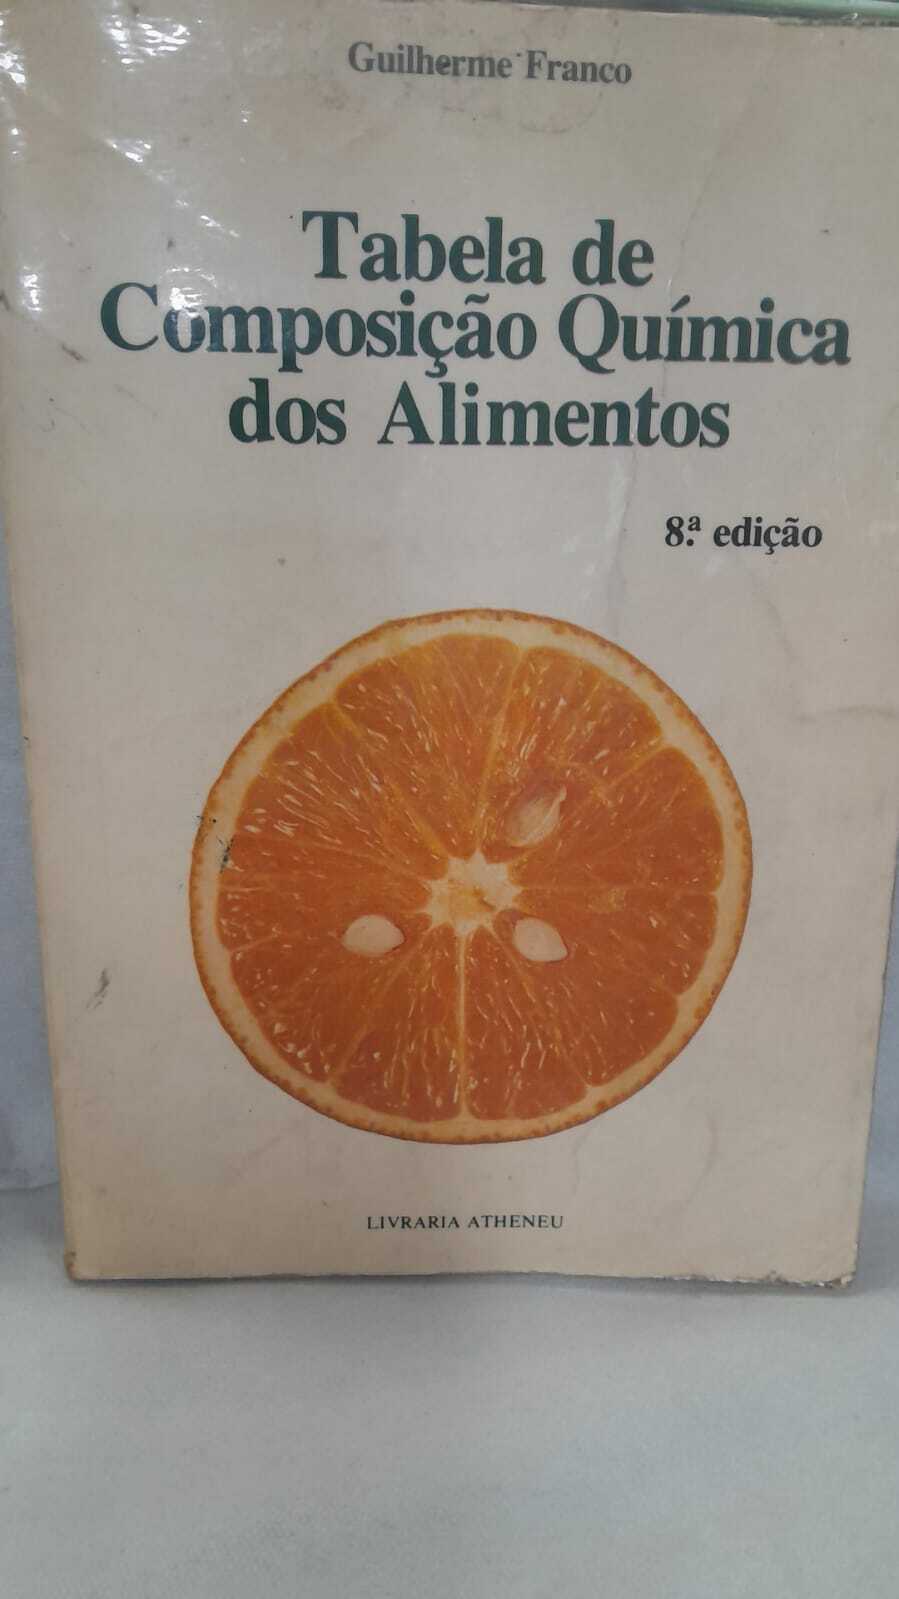 Guilherme Franco
Tabela de
Composição Química
dos Alimentos
8.ª edição
LIVRARIA ATHENEU